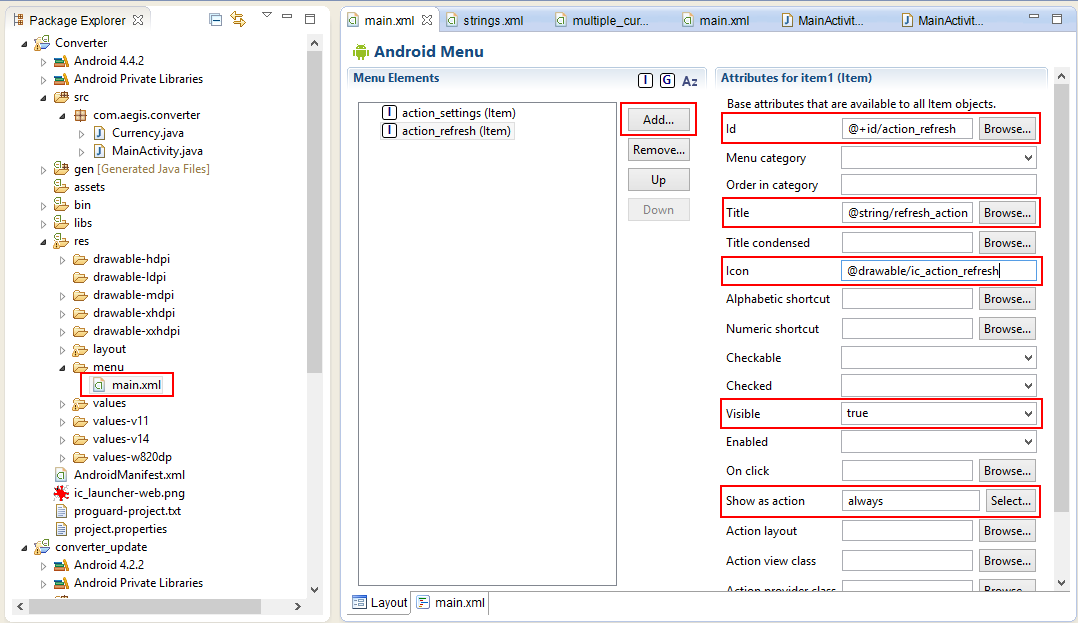 Package Explorer
Converter
Android 4.4.2
Android Private Libraries
src
com.aegis.converter
Currency.java
MainActivity.java
gen [Generated Java Files]
assets
bin
libs
res
drawable-hdpi
drawable-ldpi
drawable-mdpi
drawable-xhdpi
drawable-xxhdpi
layout
menu
main.xml
values
values-v11
values-v14
values-w820dp
AndroidManifest.xml
ic_launcher-web.png
proguard-project.txt
project.properties
converter_update
Android 4.2.2
Android Private Libraries
main.xml strings.xml multiple_cur... main.xml MainActivit... MainActivit...
Android Menu
Menu Elements
I G Az
I action_settings (Item)
I action_refresh (Item)
Add...
Remove...
Up
Down
Attributes for item1 (Item)
Base attributes that are available to all Item objects.
Id @+id/action_refresh Browse...
Menu category
Order in category
Title @string/refresh_action Browse...
Title condensed Browse...
Icon @drawable/ic_action_refresh
Alphabetic shortcut Browse...
Numeric shortcut Browse...
Checkable
Checked
Visible true
Enabled
On click Browse...
Show as action always Select...
Action layout Browse...
Action view class Browse...
Action provider class Browse...
Layout main.xml